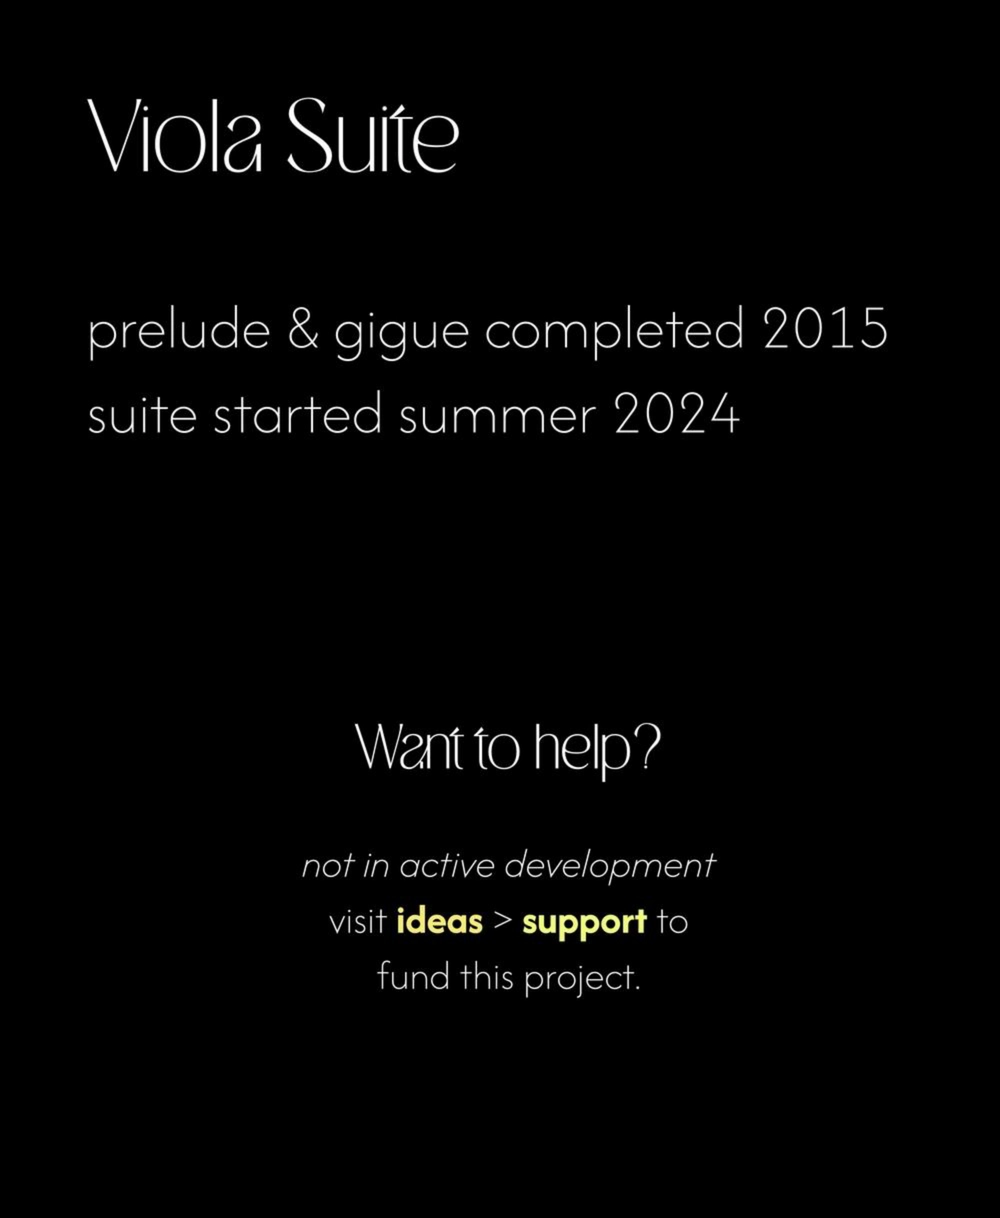 Viola Suite
prelude & gigue completed 2015
suite started summer 2024
Want to help?
not in active development
visit ideas > support to
fund this project.